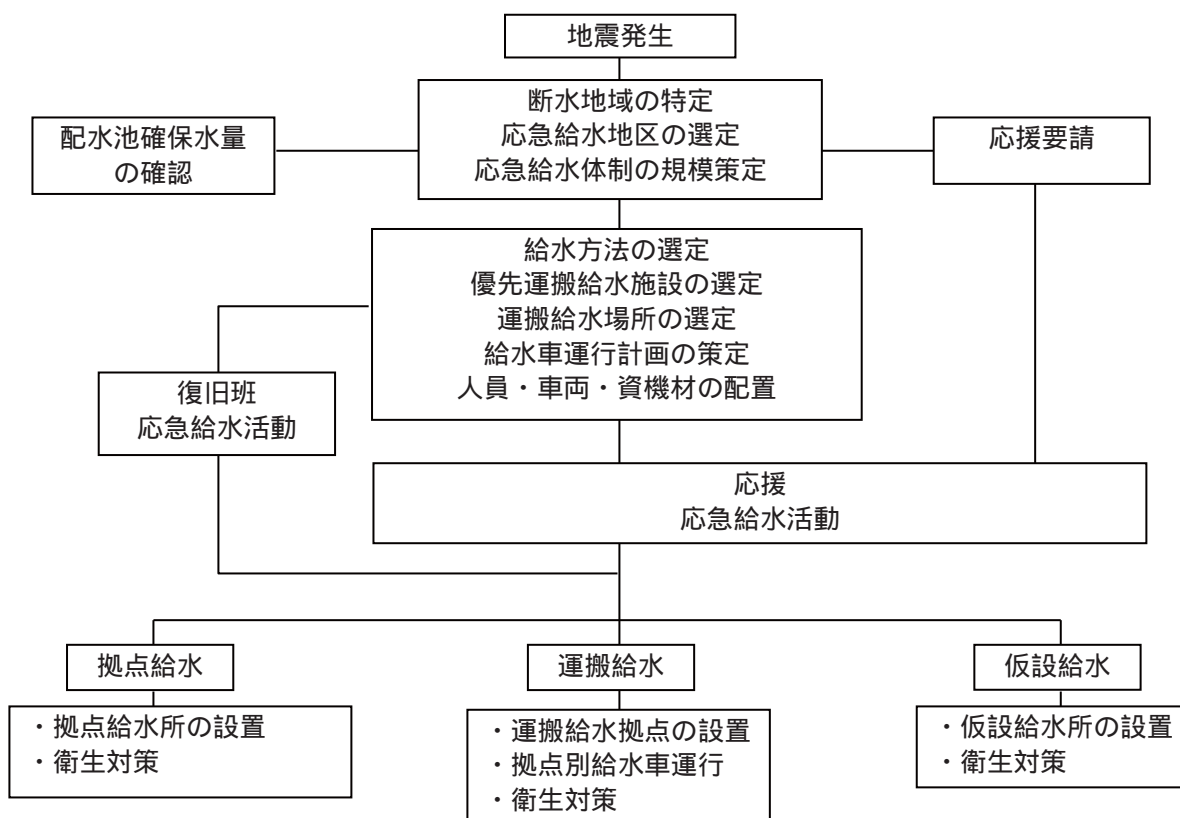 地震発生
断水地域の特定
応急給水地区の選定
応急給水体制の規模策定
配水池確保水量
の確認
応援要請
給水方法の選定
優先運搬給水施設の選定
運搬給水場所の選定
給水車運行計画の策定
人員・車両・資機材の配置
復旧班
応急給水活動
応援
応急給水活動
拠点給水
・拠点給水所の設置
・衛生対策
運搬給水
・運搬給水拠点の設置
・拠点別給水車運行
・衛生対策
仮設給水
・仮設給水所の設置
・衛生対策